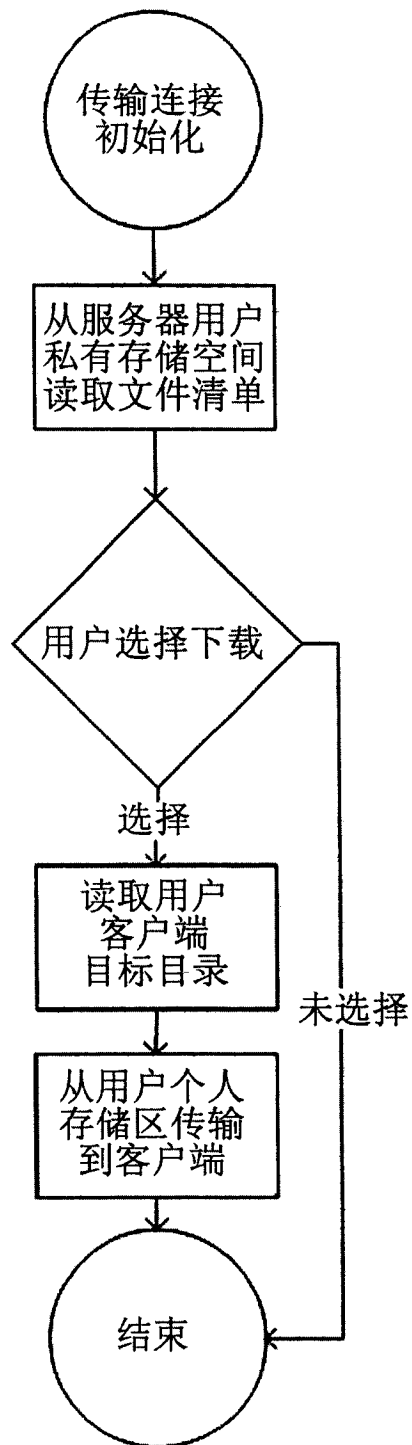 传输连接
初始化
从服务器用户
私有存储空间
读取文件清单
用户选择下载
选择
读取用户
客户端
目标目录
未选择
从用户个人
存储区传输
到客户端
结束